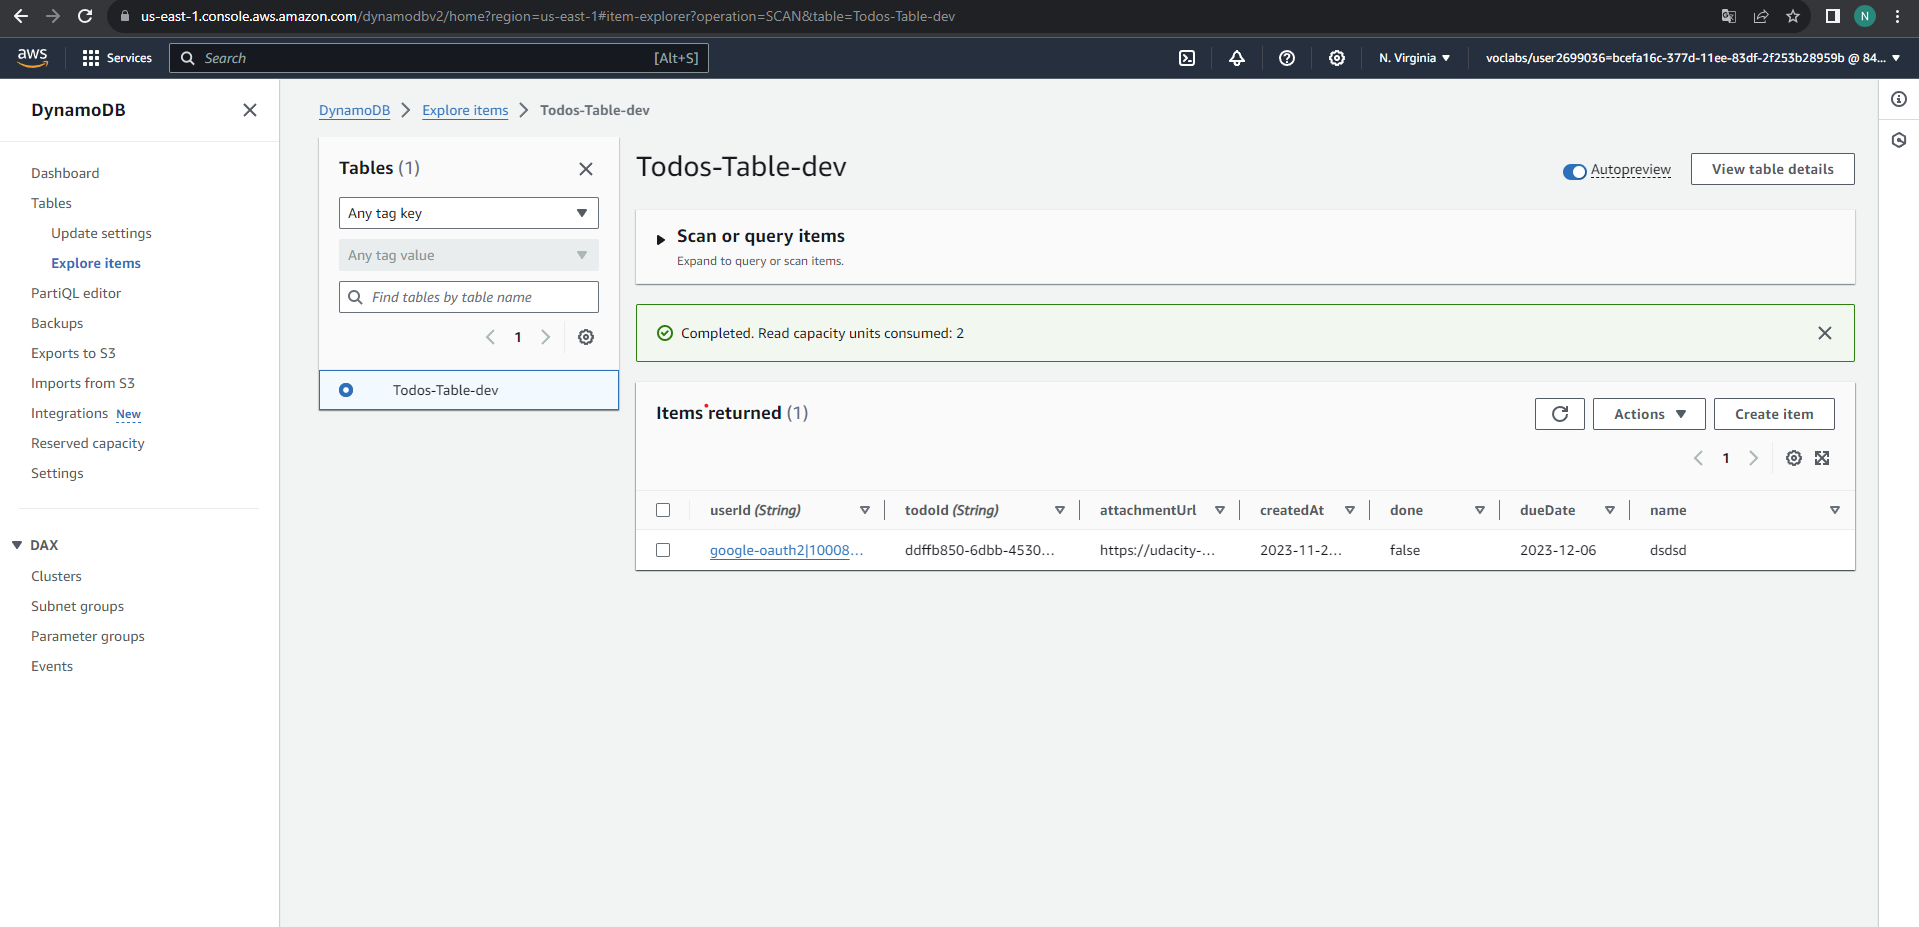 us-east-1.console.aws.amazon.com/dynamodbv2/home?region=us-east-1#item-explorer?operation=SCAN&table=Todos-Table-dev
N
aws
Services
Search
[Alt+S]
N. Virginia
voclabs/user2699036=bcefa16c-377d-11ee-83df-2f253b28959b @ 84...
DynamoDB
Dashboard
Tables
Update settings
Explore items
PartiQL editor
Backups
Exports to S3
Imports from S3
Integrations New
Reserved capacity
Settings
DAX
Clusters
Subnet groups
Parameter groups
Events
DynamoDB
Explore items
Todos-Table-dev
Tables (1)
Any tag key
Any tag value
Find tables by table name
1
Todos-Table-dev
Todos-Table-dev
Autopreview
View table details
Scan or query items
Expand to query or scan items.
Completed. Read capacity units consumed: 2
Items returned (1)
Actions
Create item
1
userId (String) todoId (String) attachmentUrl createdAt done dueDate name
google-oauth2|10008... ddffb850-6dbb-4530... https://udacity-... 2023-11-2... false 2023-12-06 dsdsd